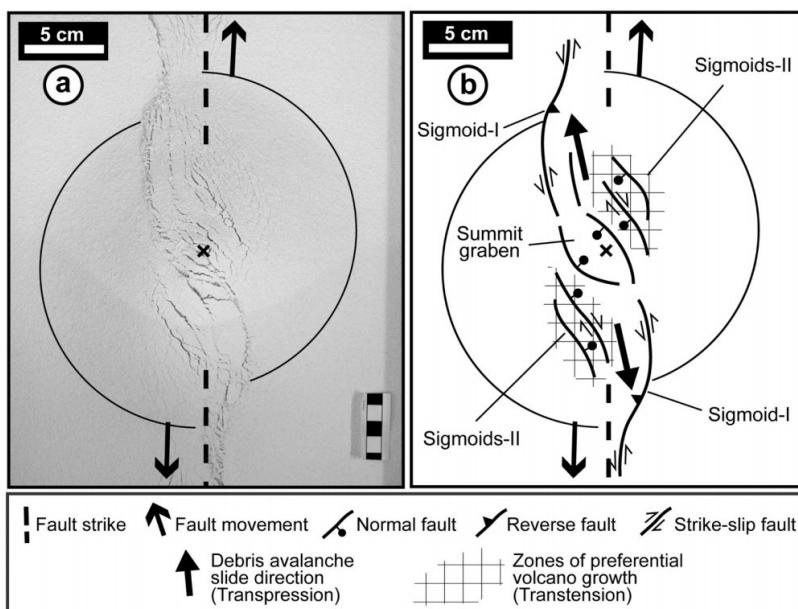 5 cm
a
5 cm
b
Sigmoids-II
Sigmoid-I
Summit
graben
Sigmoid-I
Sigmoids-II
Fault strike
Fault movement
Normal fault
Reverse fault
Strike-slip fault
Debris avalanche
slide direction
(Transpression)
Zones of preferential
volcano growth
(Transtension)